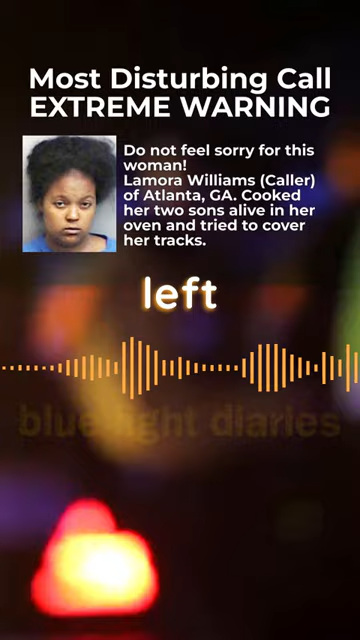 Most Disturbing Call
EXTREME WARNING
Do not feel sorry for this
woman!
Lamora Williams (Caller)
of Atlanta, GA. Cooked
her two sons alive in her
oven and tried to cover
her tracks.
left
blue light diaries